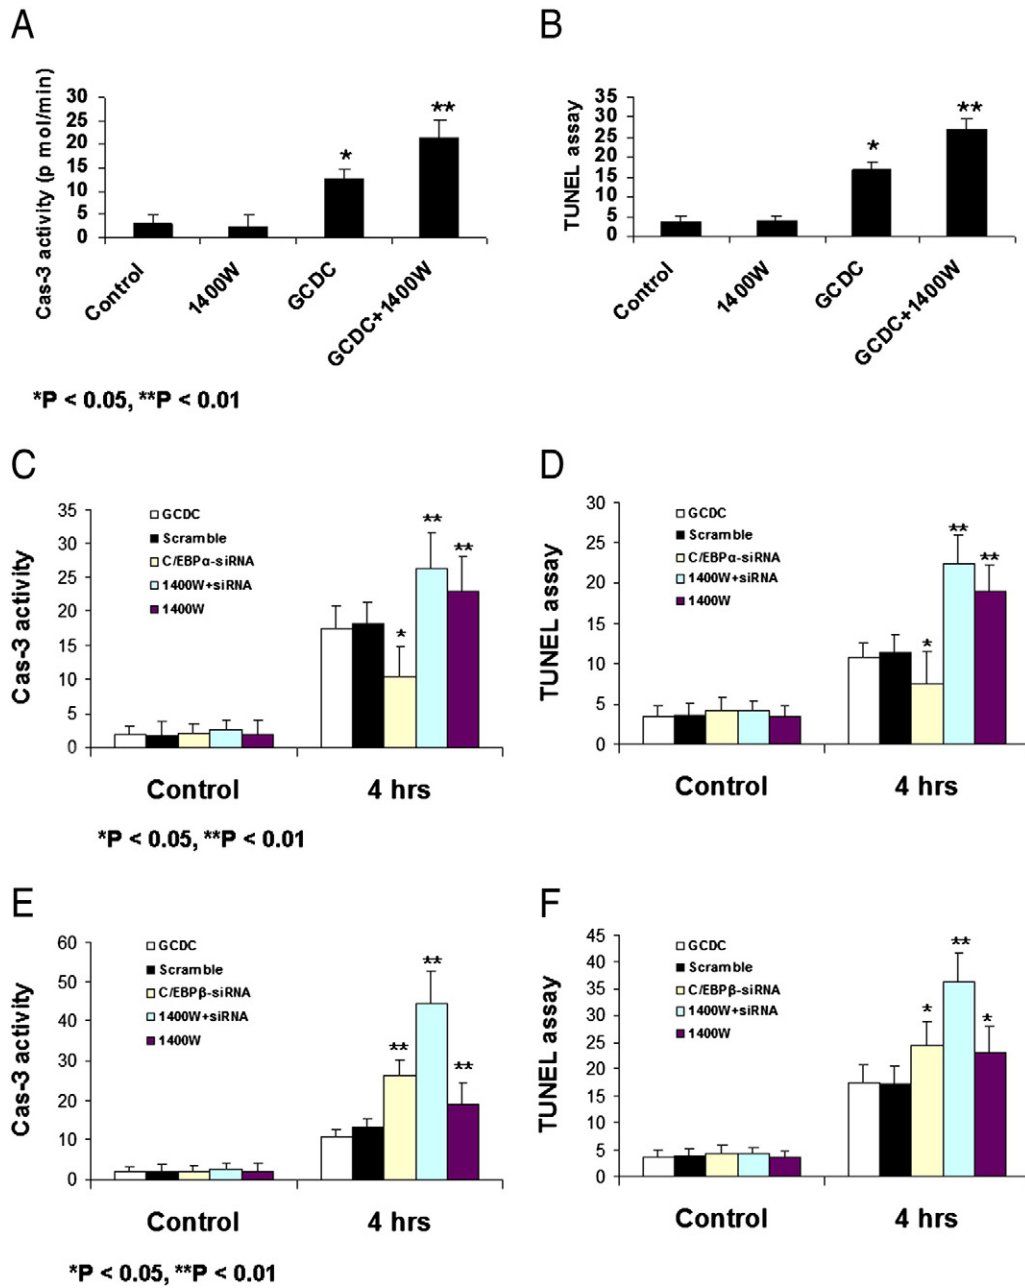 A
Cas-3 activity (p mol/min)
30
25
20
15
10
5
0
*
**
Control
1400W
GCDC
GCDC+1400W
B
TUNEL assay
35
30
25
20
15
10
5
0
*
**
Control
1400W
GCDC
GCDC+1400W
*P < 0.05, **P < 0.01
C
Cas-3 activity
35
30
25
20
15
10
5
0
GCDC
Scramble
C/EBPα-siRNA
1400W+siRNA
1400W
*
**
**
Control
4 hrs
D
TUNEL assay
30
25
20
15
10
5
0
GCDC
Scramble
C/EBPα-siRNA
1400W+siRNA
1400W
*
**
**
Control
4 hrs
*P < 0.05, **P < 0.01
E
Cas-3 activity
60
50
40
30
20
10
0
GCDC
Scramble
C/EBPβ-siRNA
1400W+siRNA
1400W
**
**
**
Control
4 hrs
F
TUNEL assay
45
40
35
30
25
20
15
10
5
0
GCDC
Scramble
C/EBPβ-siRNA
1400W+siRNA
1400W
*
**
*
Control
4 hrs
*P < 0.05, **P < 0.01